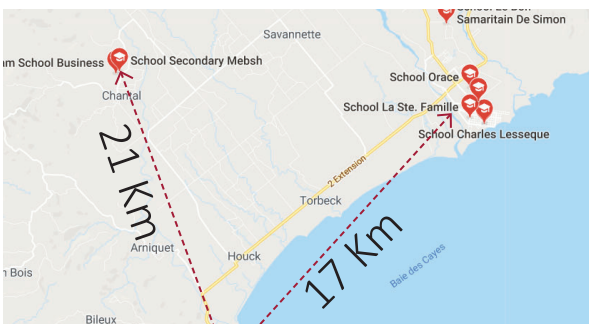 School Le Bon
Samaritain De Simon
Savannette
am School Business
School Secondary Mebsh
School Orace
Chantal
School La Ste. Famille
School Charles Lesseque
21 Km
2 Extension
Torbeck
17 Km
Arniquet
Houck
Baie des Cayes
n Bois
Bileux